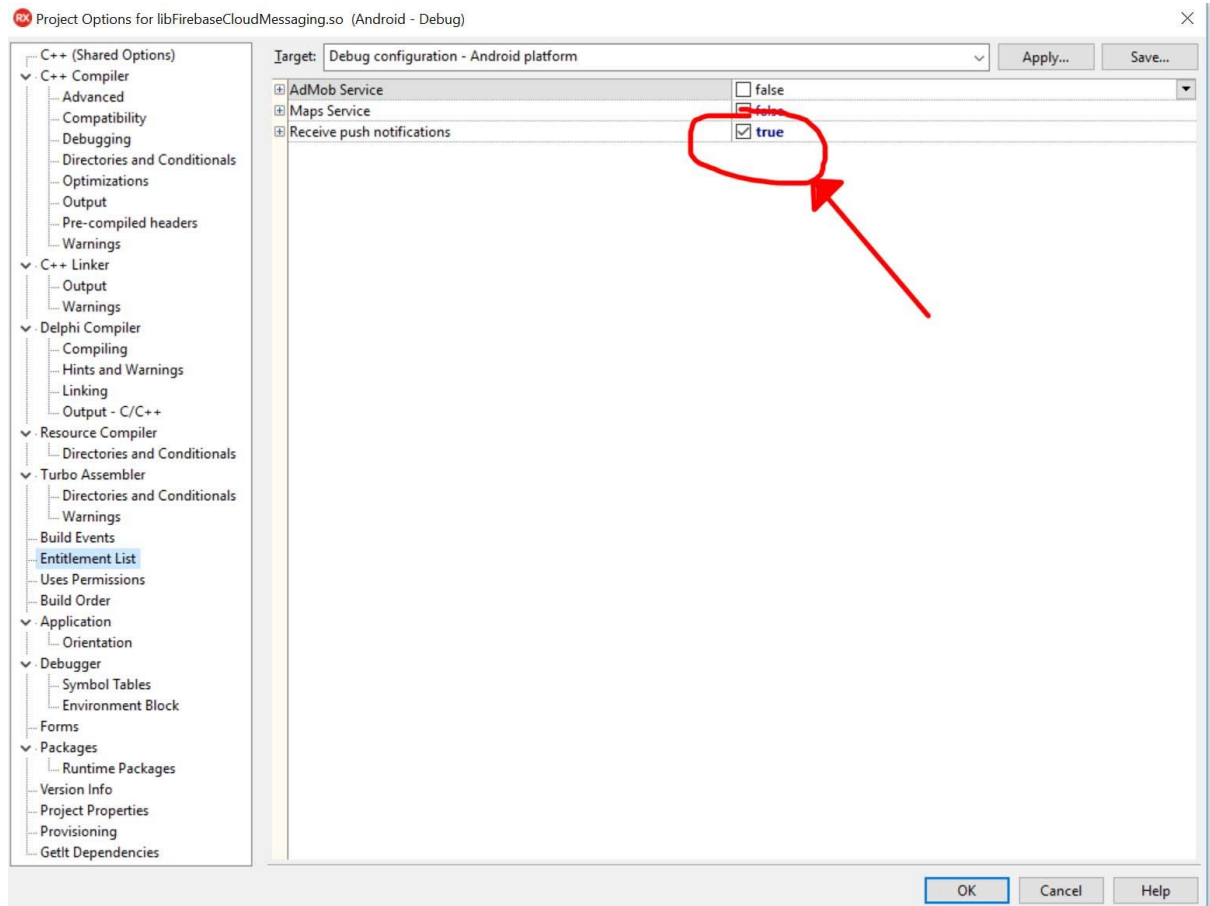 RX Project Options for libFirebaseCloudMessaging.so (Android - Debug)
C++ (Shared Options)
C++ Compiler
Advanced
Compatibility
Debugging
Directories and Conditionals
Optimizations
Output
Pre-compiled headers
Warnings
C++ Linker
Output
Warnings
Delphi Compiler
Compiling
Hints and Warnings
Linking
Output - C/C++
Resource Compiler
Directories and Conditionals
Turbo Assembler
Directories and Conditionals
Warnings
Build Events
Entitlement List
Uses Permissions
Build Order
Application
Orientation
Debugger
Symbol Tables
Environment Block
Forms
Packages
Runtime Packages
Version Info
Project Properties
Provisioning
GetIt Dependencies
Target: Debug configuration - Android platform Apply... Save...
AdMob Service false
Maps Service false
Receive push notifications true
OK Cancel Help